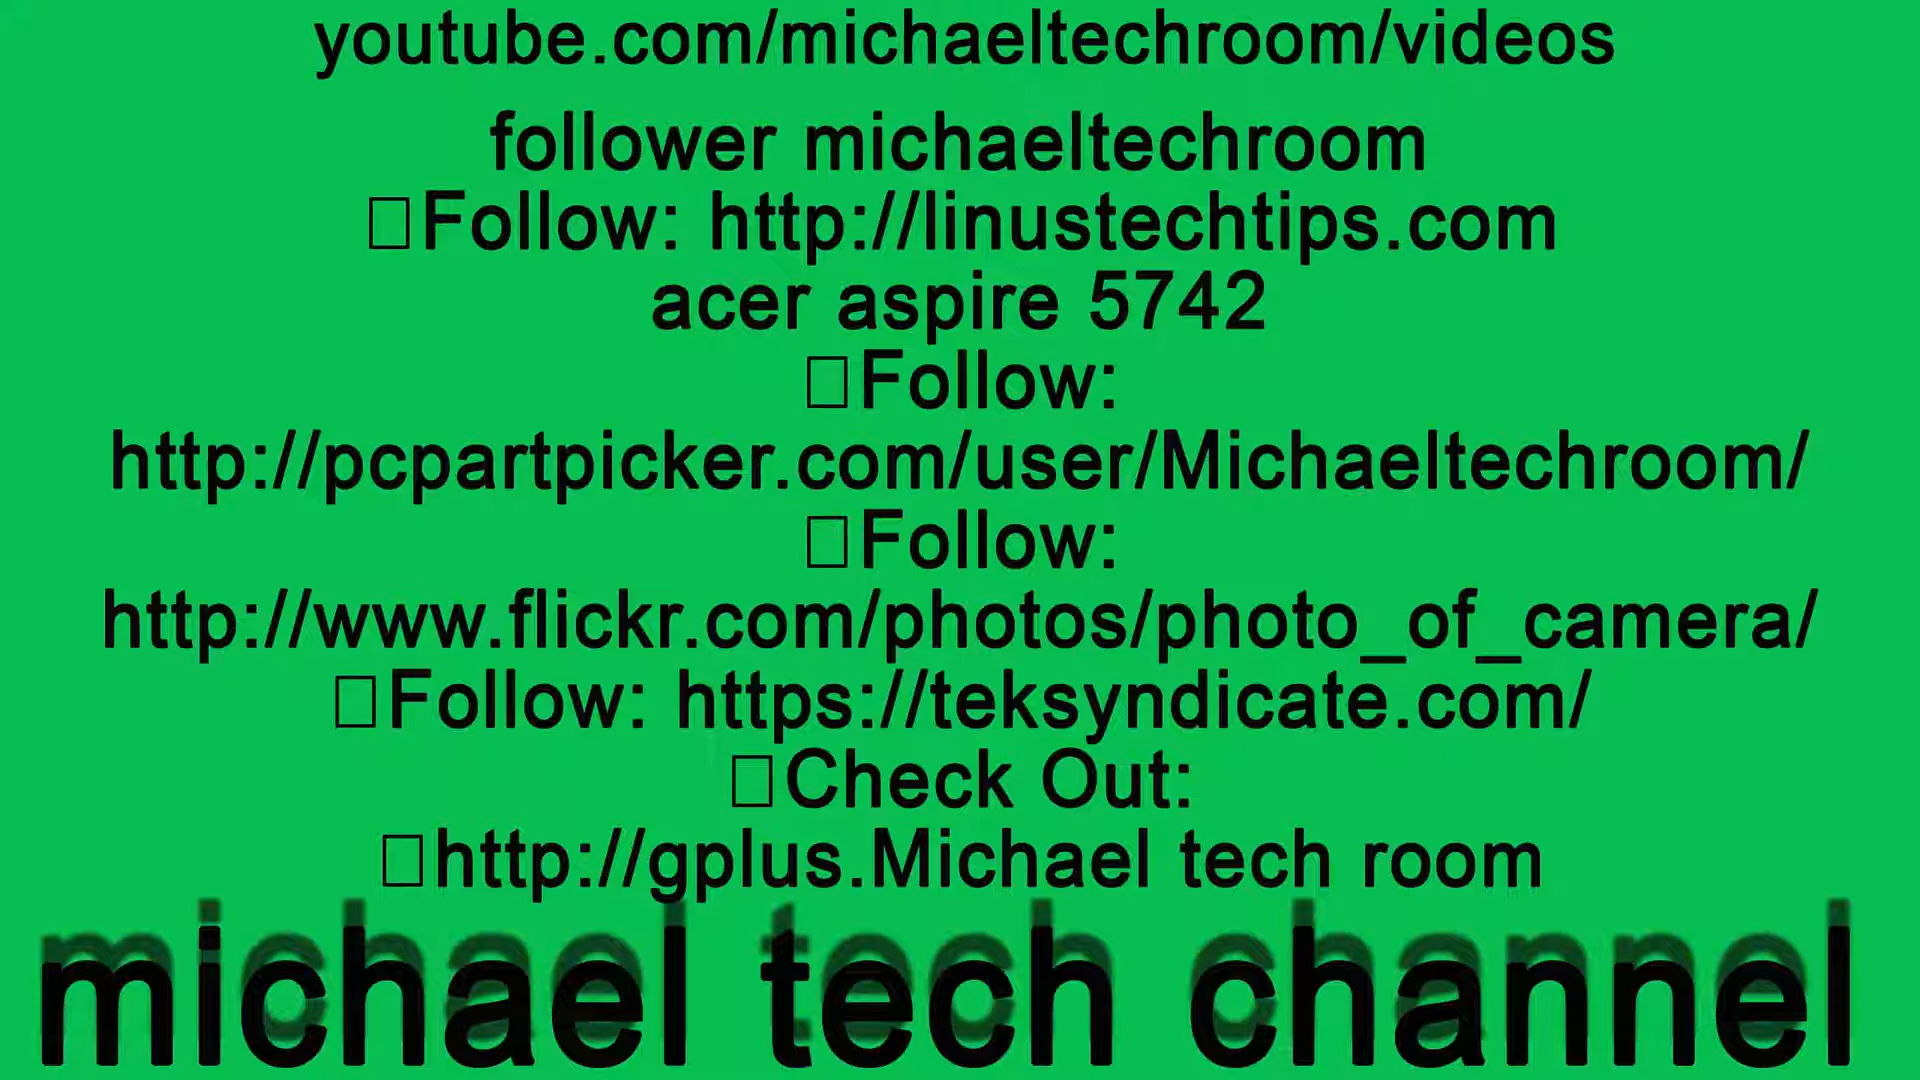 youtube.com/michaeltechroom/videos
follower michaeltechroom
□Follow: http://linustechtips.com
acer aspire 5742
□Follow:
http://pcpartpicker.com/user/Michaeltechroom/
□Follow:
http://www.flickr.com/photos/photo_of_camera/
□Follow: https://teksyndicate.com/
□Check Out:
□http://gplus.Michael tech room
michael tech channel